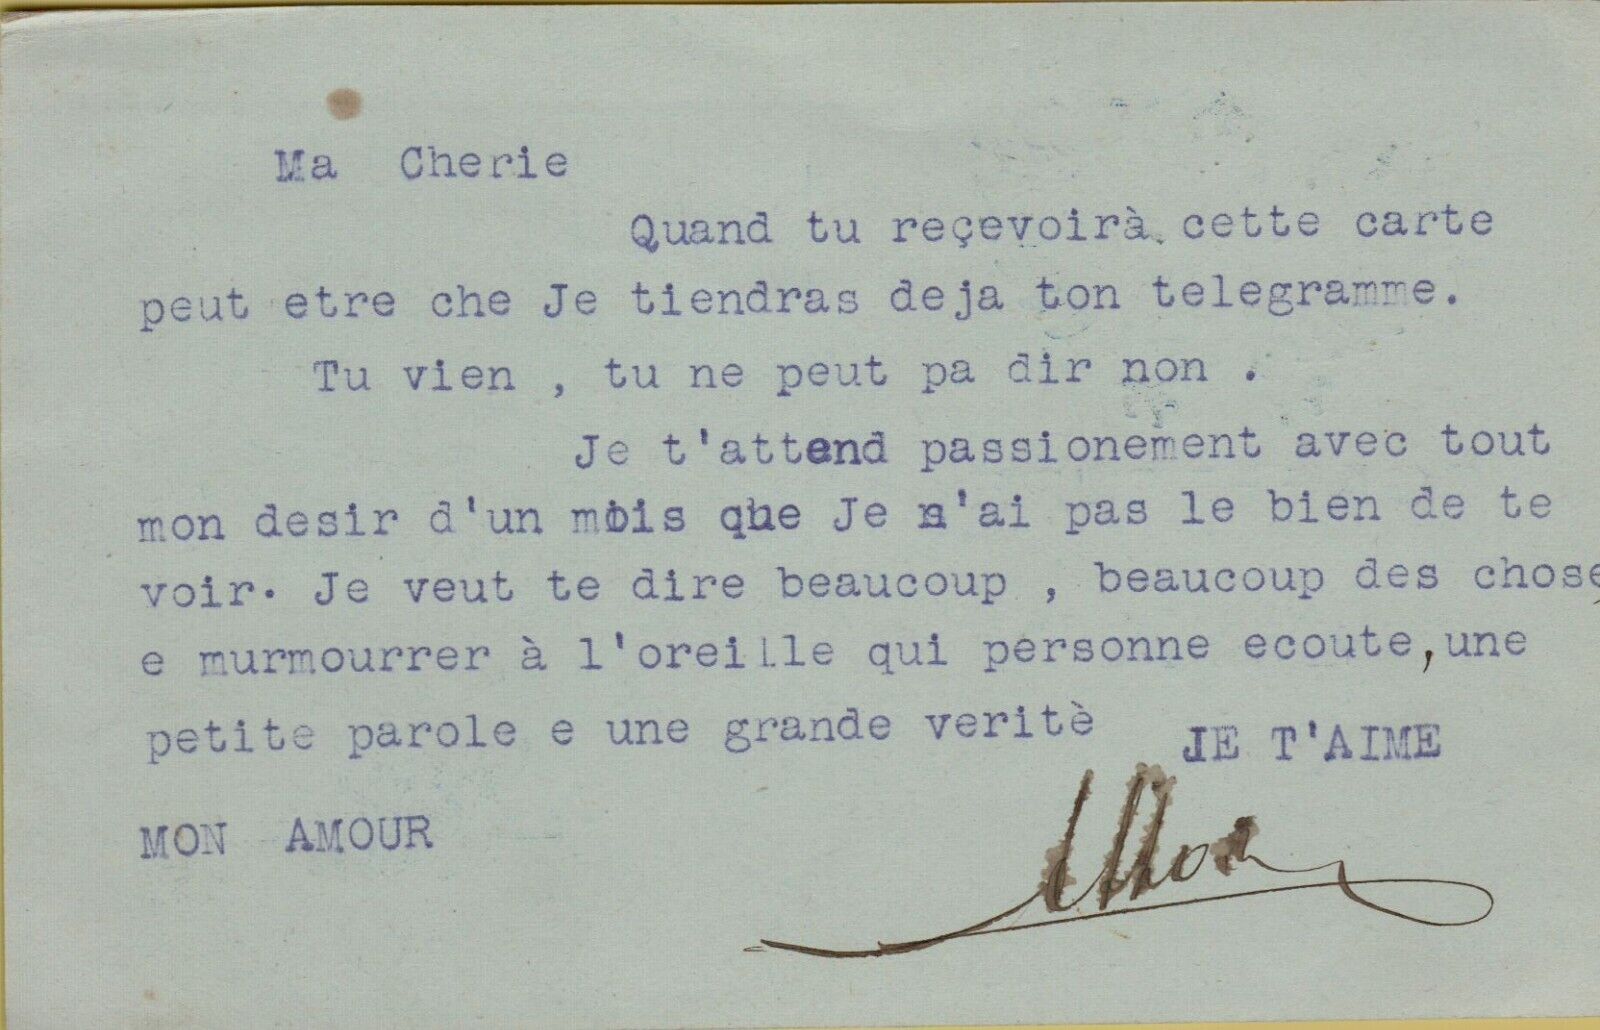 Ma Cherie
Quand tu reçevoirà cette carte
peut etre che Je tiendras deja ton telegramme.
Tu vien , tu ne peut pa dir non .
Je t'attend passionement avec tout
mon desir d'un mois que Je n'ai pas le bien de te
voir. Je veut te dire beaucoup , beaucoup des chose
e murmourrer à l'oreille qui personne ecoute,une
petite parole e une grande veritè
JE T'AIME
MON AMOUR